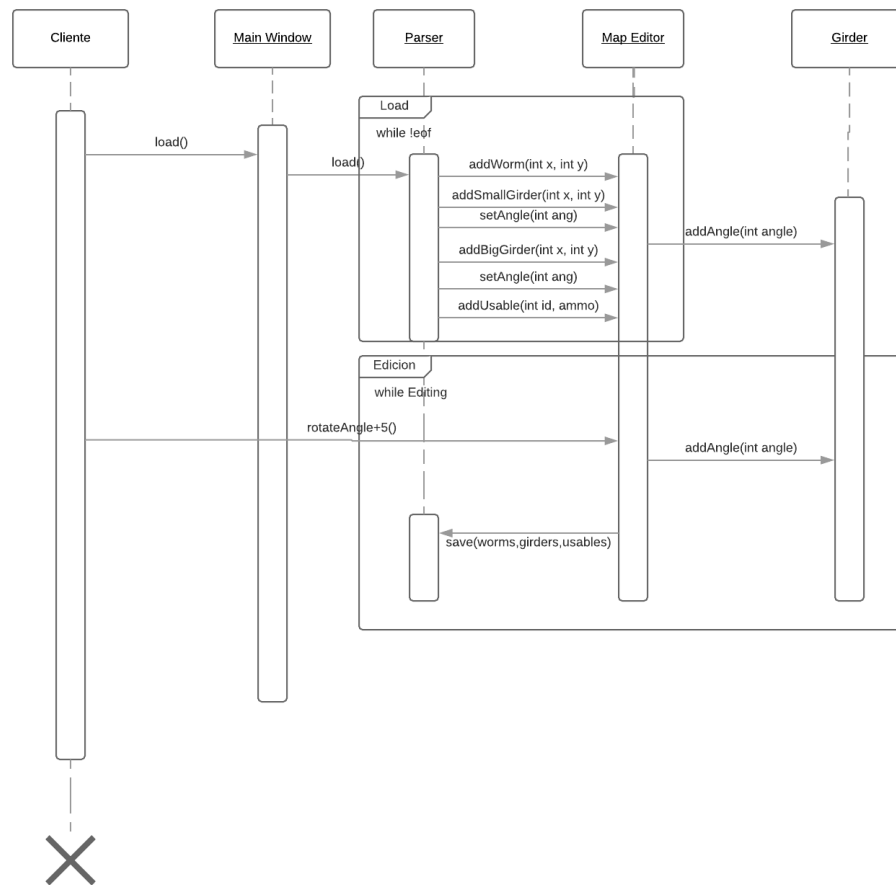 Cliente
Main Window
Parser
Map Editor
Girder
Load
while !eof
load()
load()
addWorm(int x, int y)
addSmallGirder(int x, int y)
setAngle(int ang)
addAngle(int angle)
addBigGirder(int x, int y)
setAngle(int ang)
addUsable(int id, ammo)
Edicion
while Editing
rotateAngle+5()
addAngle(int angle)
save(worms,girders,usables)